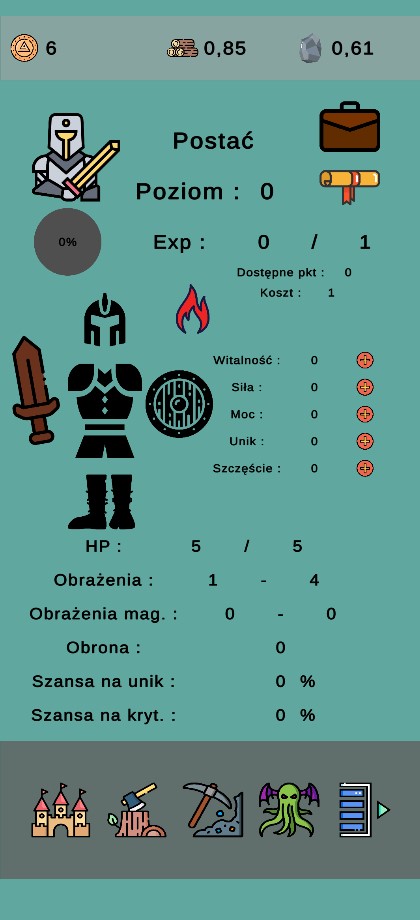 6 0,85 0,61
Postać
Poziom : 0
0% Exp : 0 / 1
Dostępne pkt : 0
Koszt : 1
Witalność : 0
Siła : 0
Moc : 0
Unik : 0
Szczęście : 0
HP : 5 / 5
Obrażenia : 1 - 4
Obrażenia mag. : 0 - 0
Obrona : 0
Szansa na unik : 0 %
Szansa na kryt. : 0 %